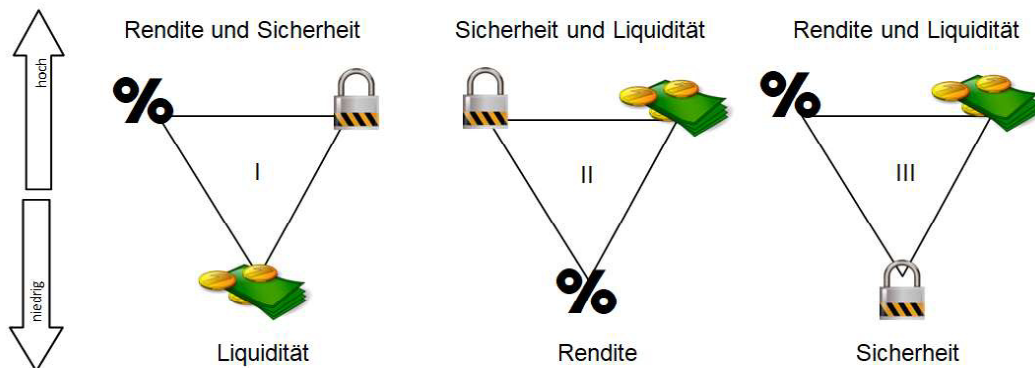 Rendite und Sicherheit
Sicherheit und Liquidität
Rendite und Liquidität
hoch
%
%
I
II
III
niedrig
%
Liquidität
Rendite
Sicherheit